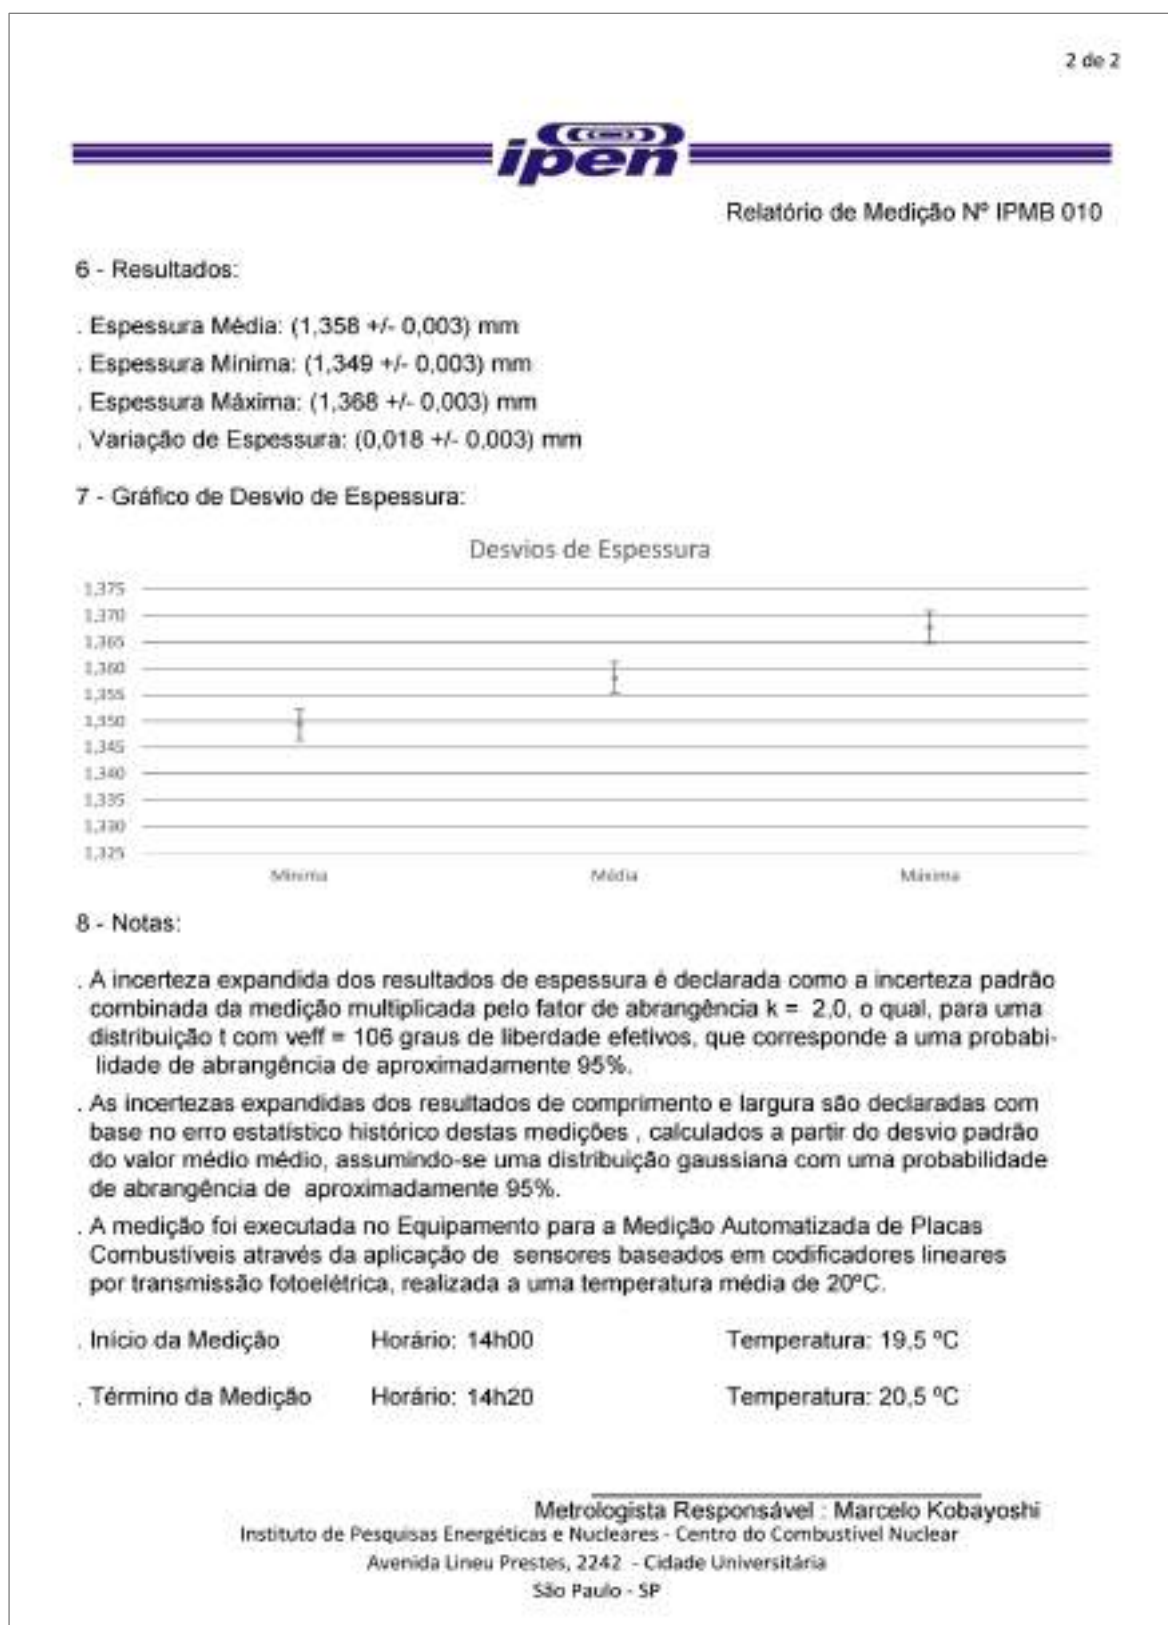 2 de 2
ipen
Relatório de Medição Nº IPMB 010
6 - Resultados:
. Espessura Média: (1,358 +/- 0,003) mm
. Espessura Mínima: (1,349 +/- 0,003) mm
. Espessura Máxima: (1,368 +/- 0,003) mm
. Variação de Espessura: (0,018 +/- 0,003) mm
7 - Gráfico de Desvio de Espessura:
Desvios de Espessura
1,375
1,370
1,365
1,360
1,355
1,350
1,345
1,340
1,335
1,330
1,325
Mínima Média Máxima
8 - Notas:
. A incerteza expandida dos resultados de espessura é declarada como a incerteza padrão
combinada da medição multiplicada pelo fator de abrangência k = 2,0, o qual, para uma
distribuição t com veff = 106 graus de liberdade efetivos, que corresponde a uma probabi-
lidade de abrangência de aproximadamente 95%.
. As incertezas expandidas dos resultados de comprimento e largura são declaradas com
base no erro estatístico histórico destas medições , calculados a partir do desvio padrão
do valor médio médio, assumindo-se uma distribuição gaussiana com uma probabilidade
de abrangência de aproximadamente 95%.
. A medição foi executada no Equipamento para a Medição Automatizada de Placas
Combustíveis através da aplicação de sensores baseados em codificadores lineares
por transmissão fotoelétrica, realizada a uma temperatura média de 20ºC.
. Início da Medição Horário: 14h00 Temperatura: 19,5 ºC
. Término da Medição Horário: 14h20 Temperatura: 20,5 ºC
Metrologista Responsável : Marcelo Kobayoshi
Instituto de Pesquisas Energéticas e Nucleares - Centro do Combustível Nuclear
Avenida Lineu Prestes, 2242 - Cidade Universitária
São Paulo - SP